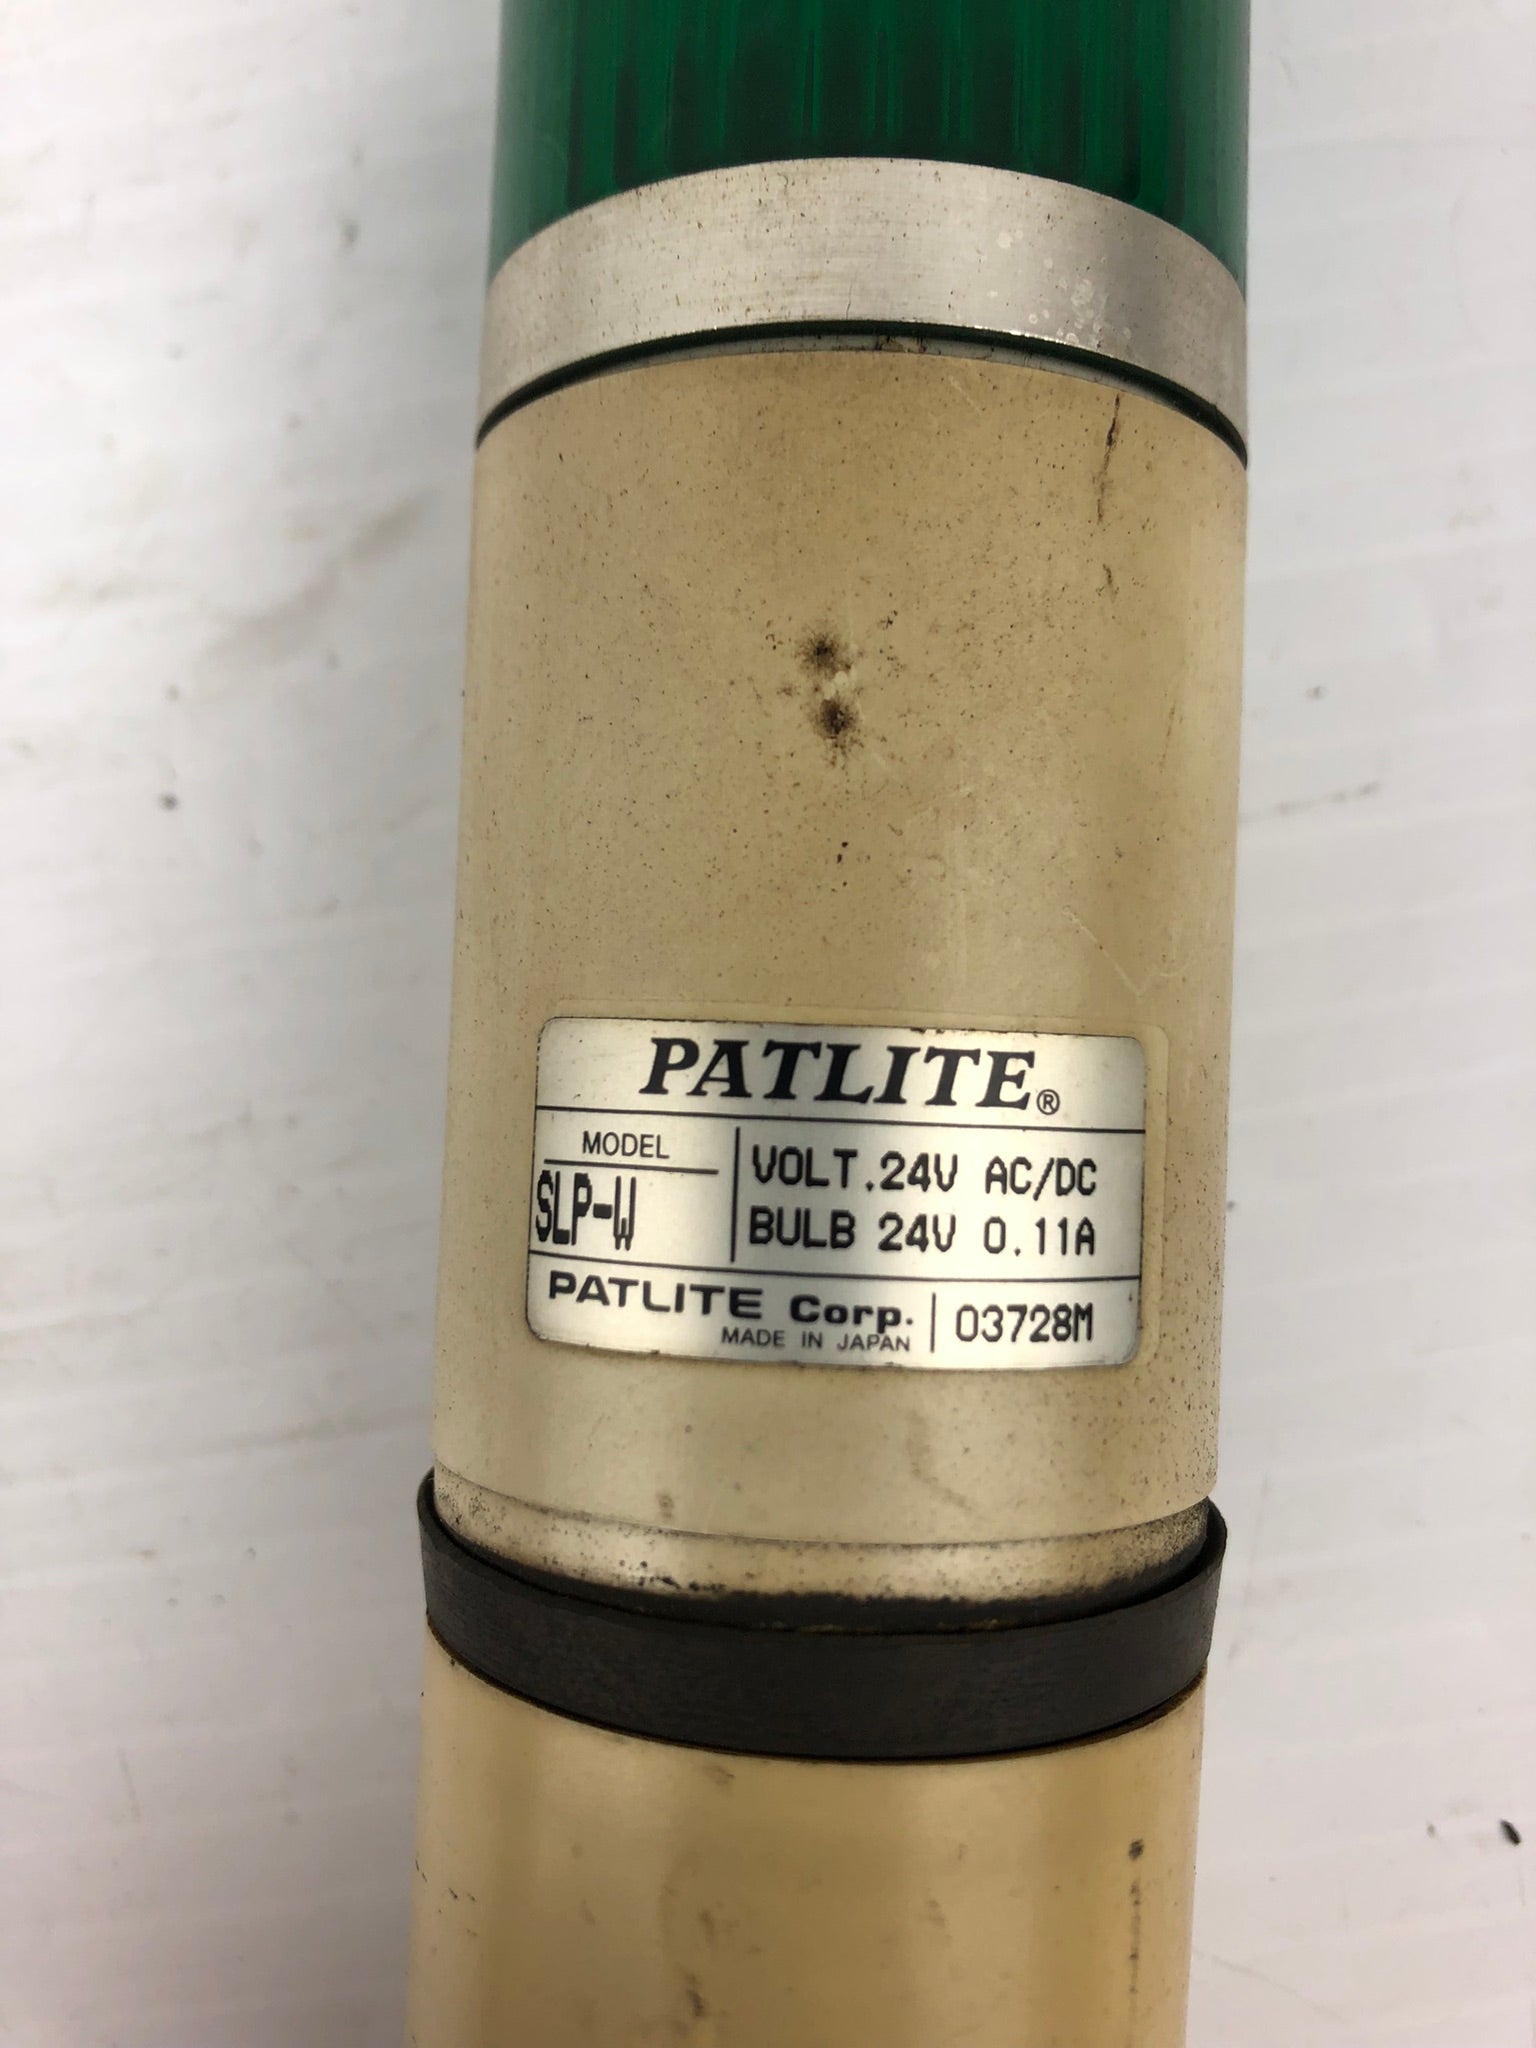 PATLITE®
MODEL
SLP-W
VOLT.24V AC/DC
BULB 24V 0.11A
PATLITE Corp.
MADE IN JAPAN
03728M